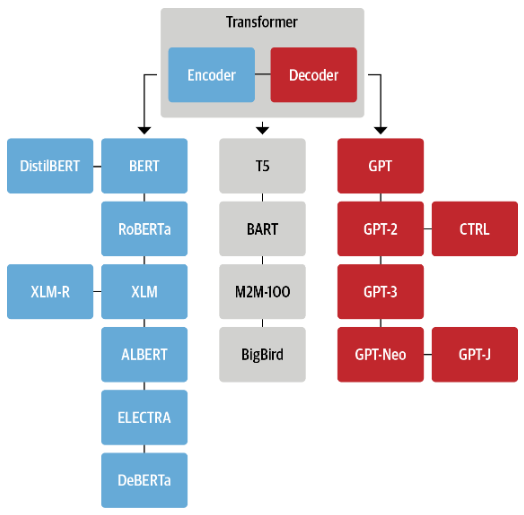 Transformer
Encoder Decoder
DistilBERT BERT T5 GPT
RoBERTa BART GPT-2 CTRL
XLM-R XLM M2M-100 GPT-3
ALBERT BigBird GPT-Neo GPT-J
ELECTRA
DeBERTa